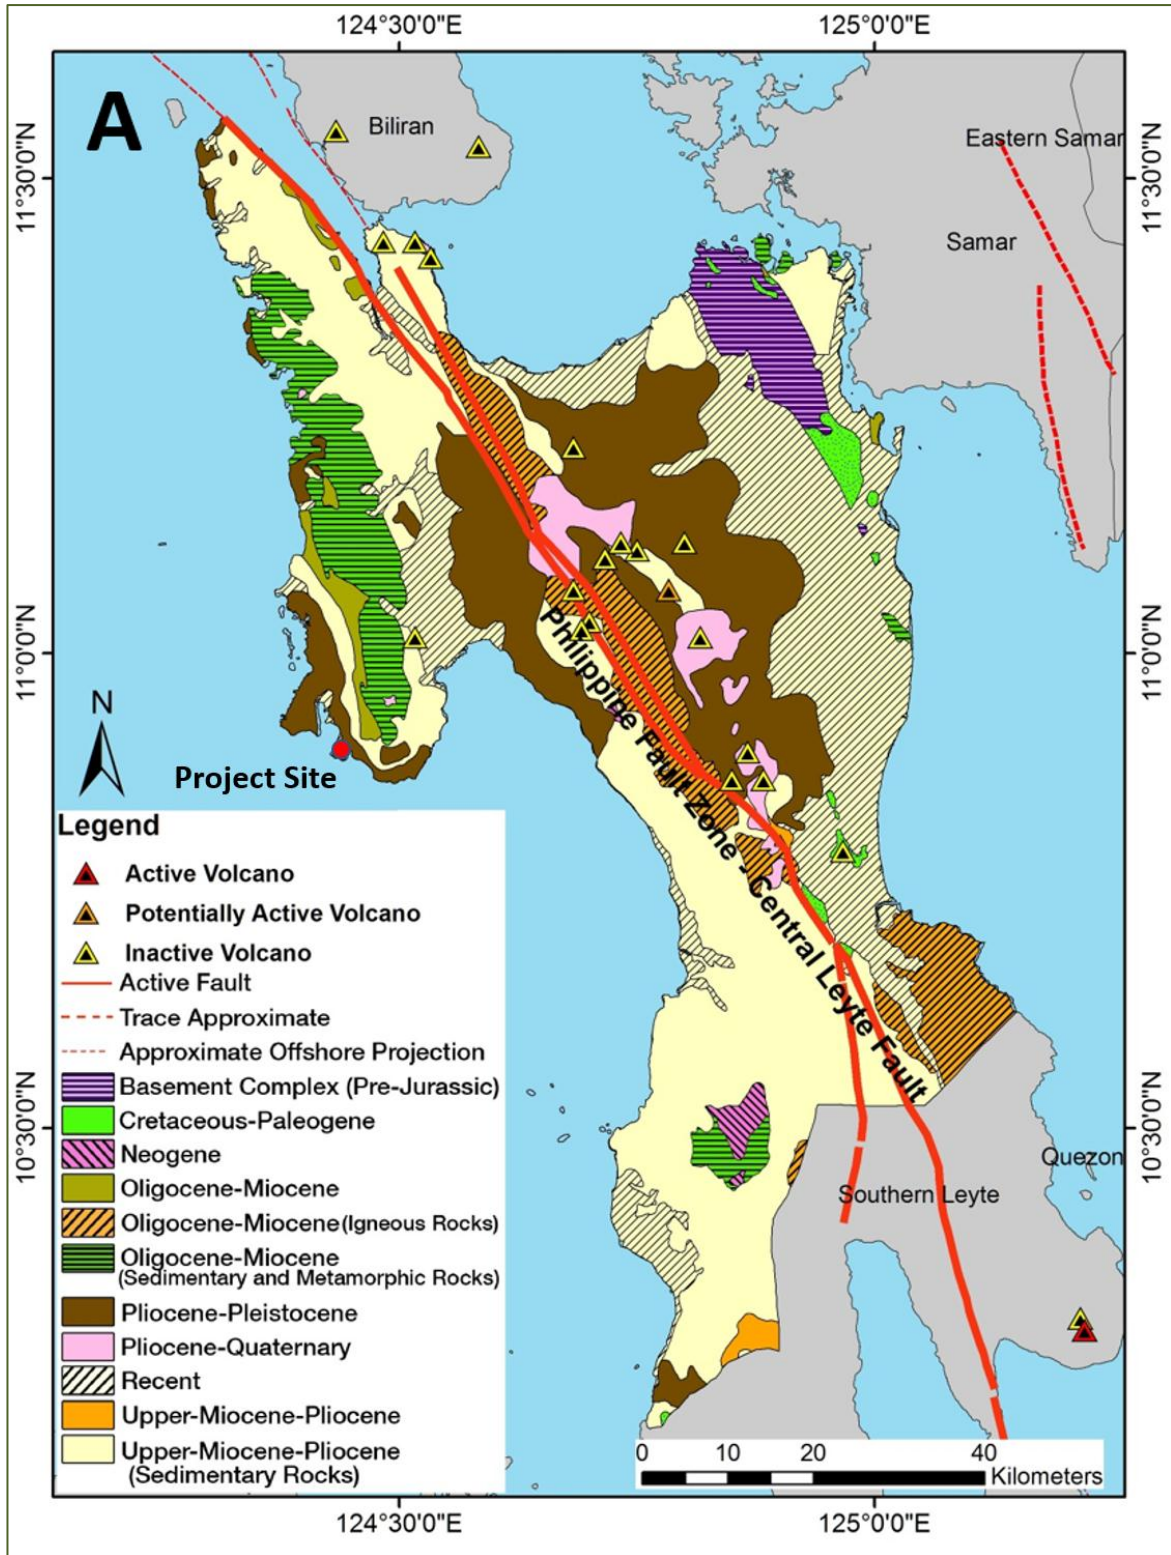 124°30'0"E
125°0'0"E
A
Biliran
Eastern Samar
11°30'0"N
11°30'0"N
Samar
11°0'0"N
11°0'0"N
Philippine Fault Zone - Central Leyte Fault
N
Project Site
Legend
Active Volcano
Potentially Active Volcano
Inactive Volcano
Active Fault
Trace Approximate
Approximate Offshore Projection
Basement Complex (Pre-Jurassic)
Cretaceous-Paleogene
Neogene
Oligocene-Miocene
Oligocene-Miocene (Igneous Rocks)
Oligocene-Miocene
(Sedimentary and Metamorphic Rocks)
Pliocene-Pleistocene
Pliocene-Quaternary
Recent
Upper-Miocene-Pliocene
Upper-Miocene-Pliocene
(Sedimentary Rocks)
10°30'0"N
10°30'0"N
Quezon
Southern Leyte
0 10 20 40
Kilometers
124°30'0"E
125°0'0"E